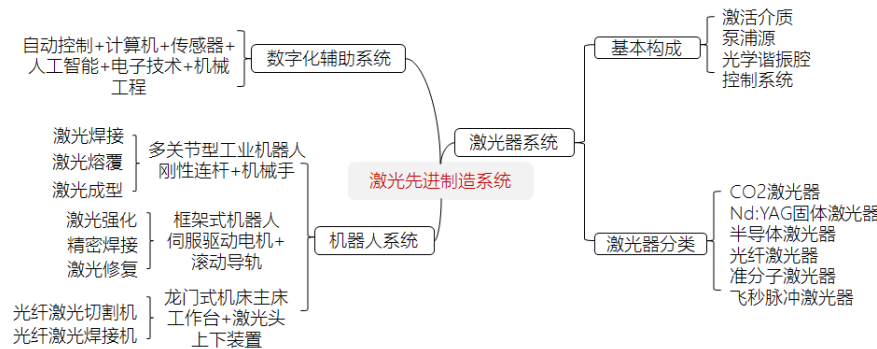 激光先进制造系统
激光器系统
基本构成
激活介质
泵浦源
光学谐振腔
控制系统
激光器分类
CO2激光器
Nd:YAG固体激光器
半导体激光器
光纤激光器
准分子激光器
飞秒脉冲激光器
数字化辅助系统
自动控制+计算机+传感器+
人工智能+电子技术+机械
工程
机器人系统
多关节型工业机器人
刚性连杆+机械手
激光焊接
激光熔覆
激光成型
框架式机器人
伺服驱动电机+
滚动导轨
激光强化
精密焊接
激光修复
龙门式机床主床
工作台+激光头
上下装置
光纤激光切割机
光纤激光焊接机